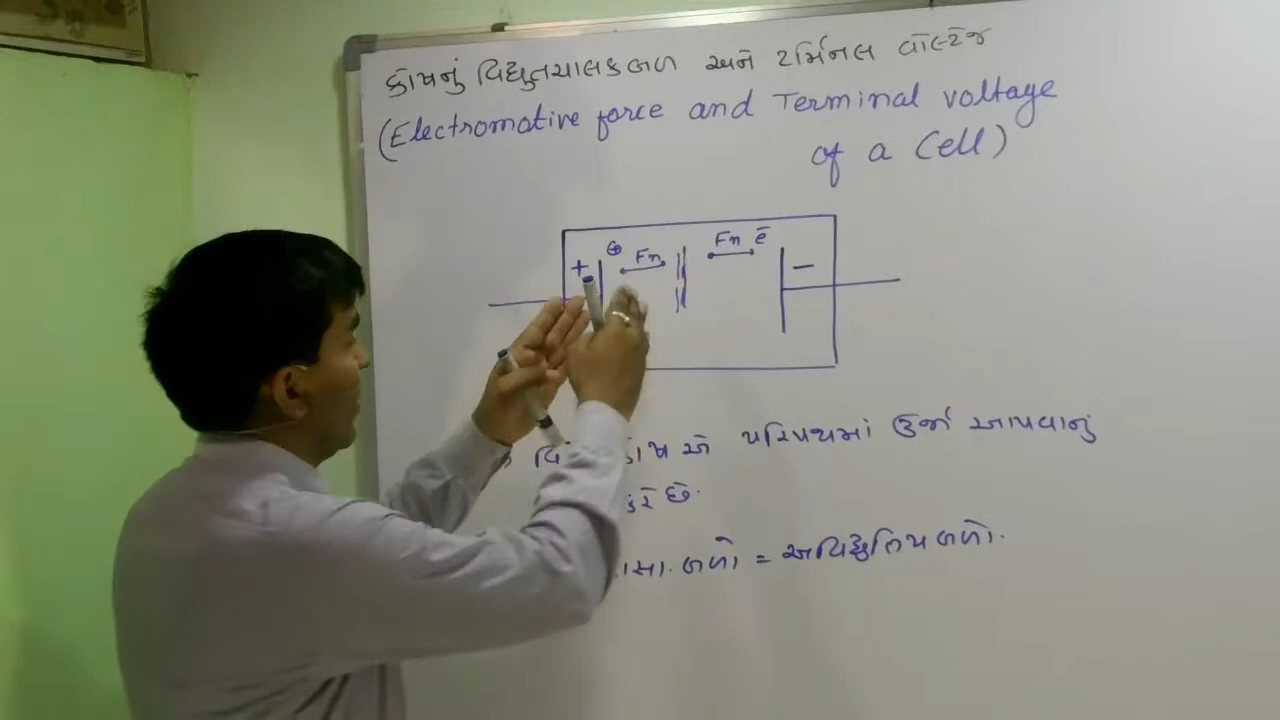 કોષનું વિદ્યુતચાલકબળ અને ટર્મિનલ વોલ્ટેજ
(Electromotive force and Terminal voltage
of a Cell)
⊕ Fn Fn ē
+ −
એ પરિપથમાં ઉર્જા આપવાનું
કરે છે.
રાસા. બળો = અવિદ્યુતિય બળો.